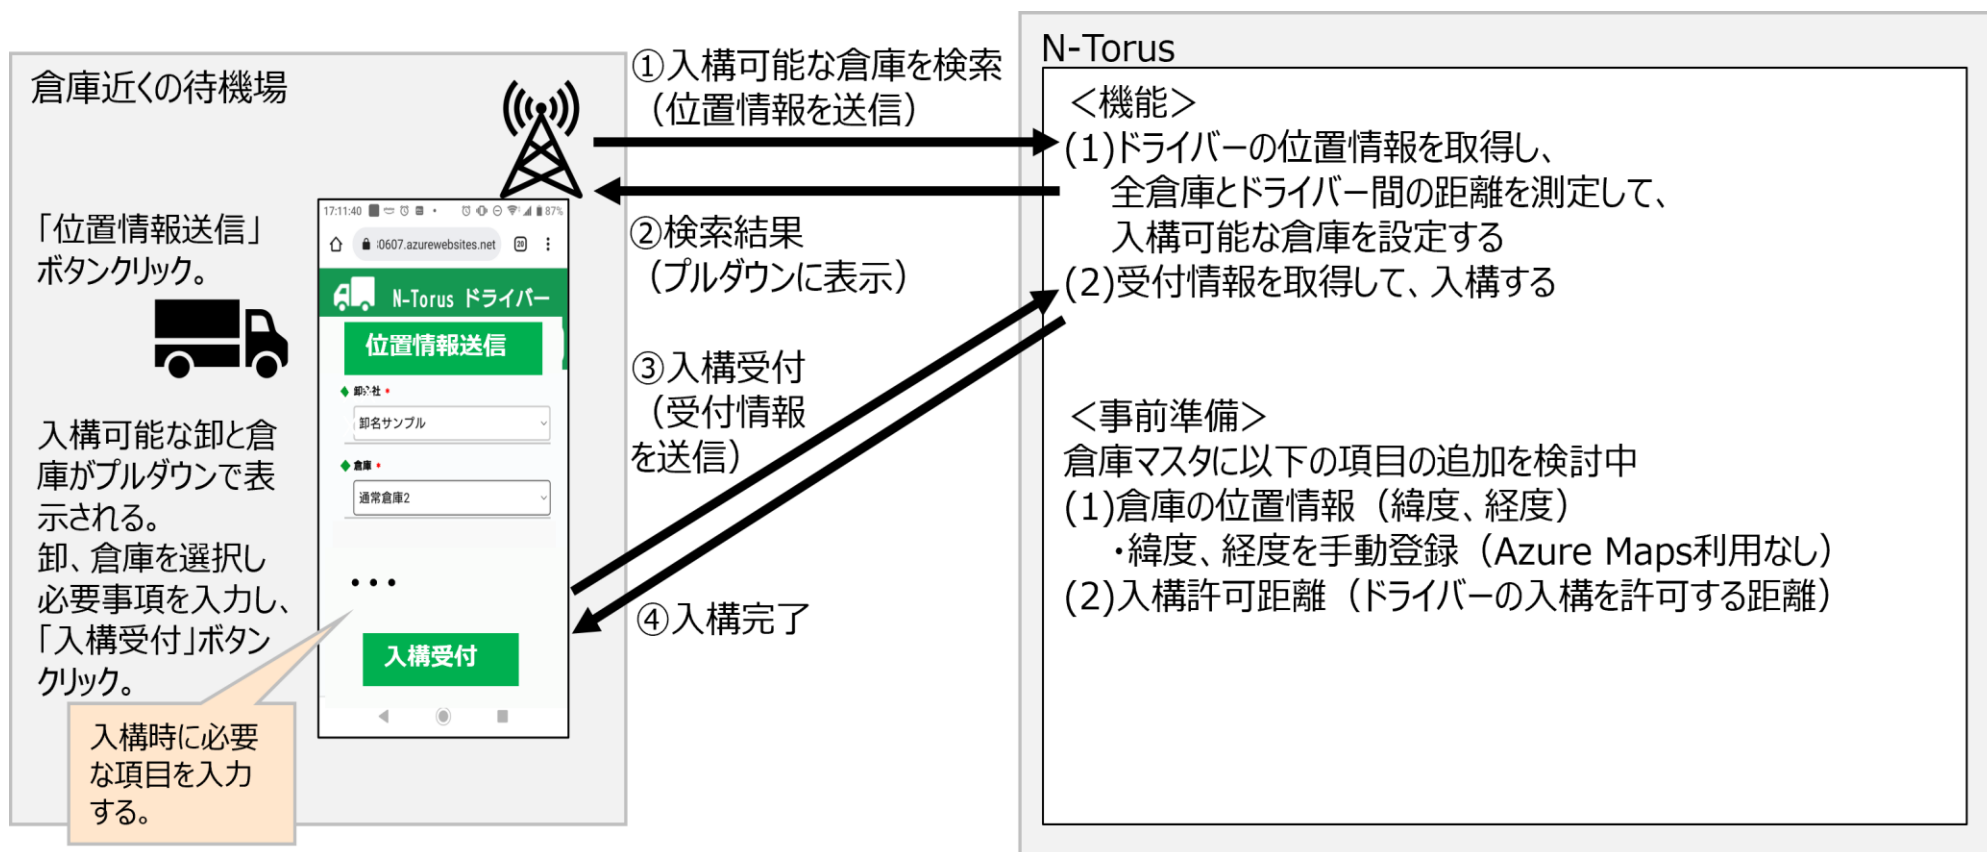 倉庫近くの待機場
「位置情報送信」
ボタンクリック。
入構可能な卸と倉
庫がプルダウンで表
示される。
卸、倉庫を選択し
必要事項を入力し、
「入構受付」ボタン
クリック。
入構時に必要
な項目を入力
する。
17:11:40
87%
:0607.azurewebsites.net
20
N-Torus ドライバー
位置情報送信
卸会社
卸名サンプル
倉庫
通常倉庫2
・・・
入構受付
①入構可能な倉庫を検索
（位置情報を送信）
②検索結果
（プルダウンに表示）
③入構受付
（受付情報
を送信）
④入構完了
N-Torus
＜機能＞
(1)ドライバーの位置情報を取得し、
全倉庫とドライバー間の距離を測定して、
入構可能な倉庫を設定する
(2)受付情報を取得して、入構する
＜事前準備＞
倉庫マスタに以下の項目の追加を検討中
(1)倉庫の位置情報（緯度、経度）
・緯度、経度を手動登録（Azure Maps利用なし）
(2)入構許可距離（ドライバーの入構を許可する距離）